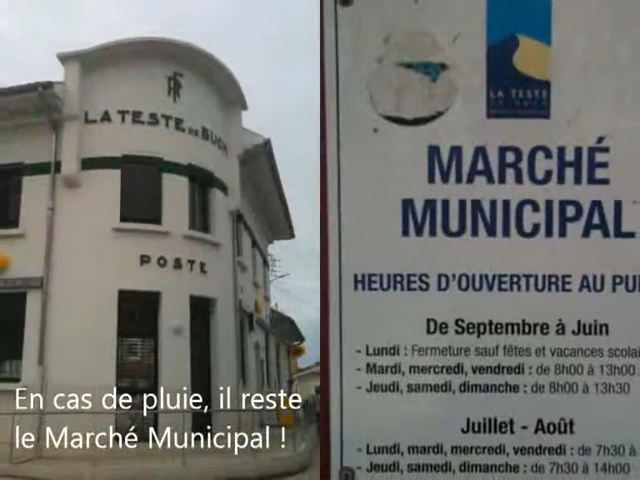 RF
LA TESTE DE BUCH
POSTE
En cas de pluie, il reste
le Marché Municipal !
LA TESTE
DE BUCH
MARCHÉ
MUNICIPAL
HEURES D'OUVERTURE AU
De Septembre à Juin
- Lundi : Fermeture sauf fêtes et vacances
- Mardi, mercredi, vendredi : de 8h00 à 13h00
- Jeudi, samedi, dimanche : de 8h00 à 13h30
Juillet - Août
- Lundi, mardi, mercredi, vendredi : de 7h30 à
- Jeudi, samedi, dimanche : de 7h30 à 14h00